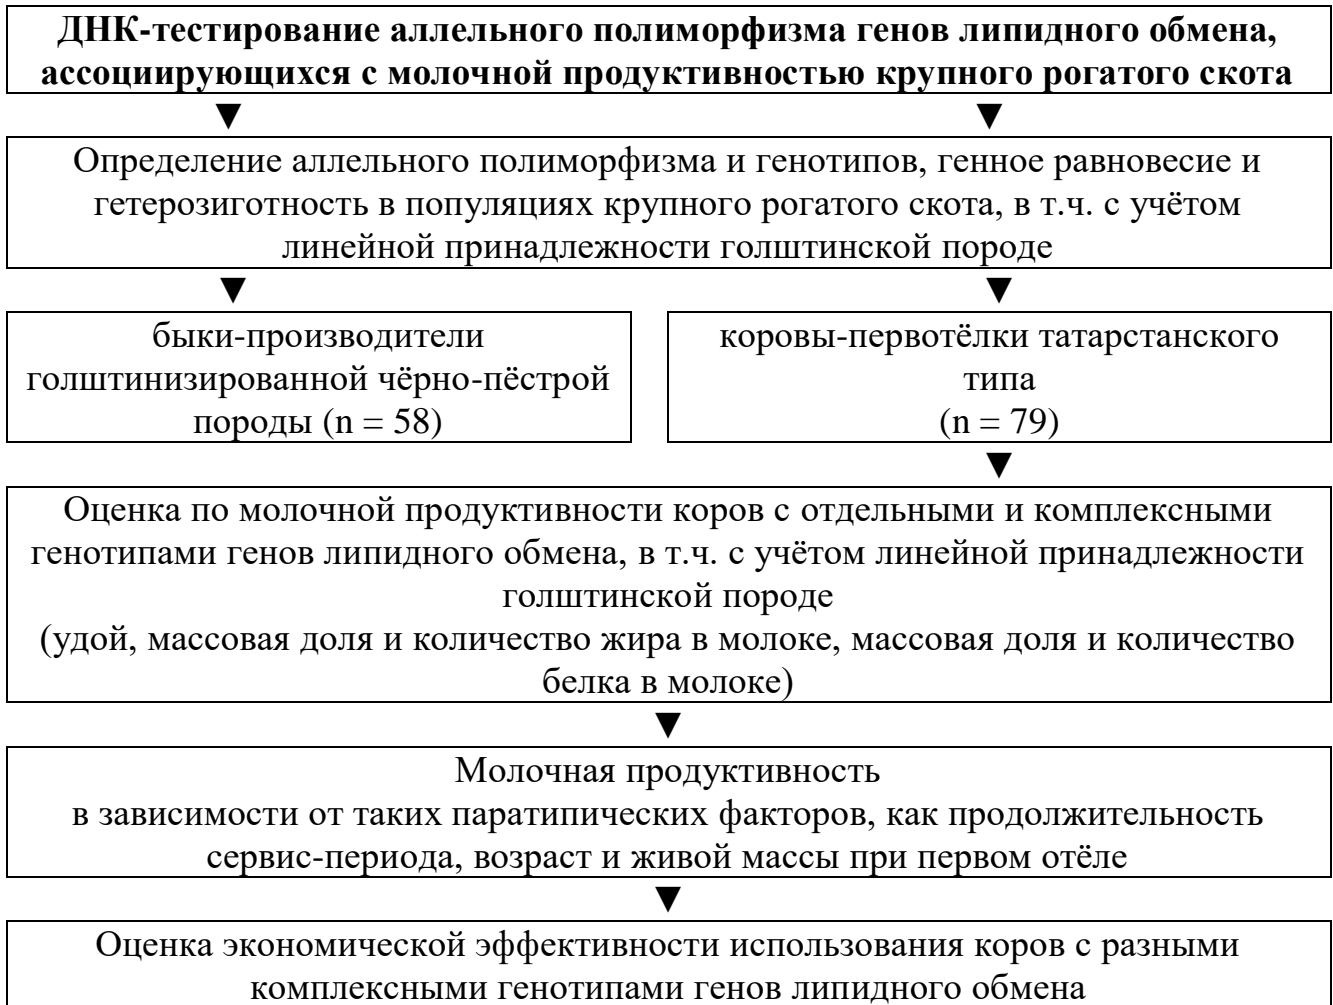 ДНК-тестирование аллельного полиморфизма генов липидного обмена,
ассоциирующихся с молочной продуктивностью крупного рогатого скота
Определение аллельного полиморфизма и генотипов, генное равновесие и
гетерозиготность в популяциях крупного рогатого скота, в т.ч. с учётом
линейной принадлежности голштинской породе
быки-производители
голштинизированной чёрно-пёстрой
породы (n = 58)
коровы-первотёлки татарстанского
типа
(n = 79)
Оценка по молочной продуктивности коров с отдельными и комплексными
генотипами генов липидного обмена, в т.ч. с учётом линейной принадлежности
голштинской породе
(удой, массовая доля и количество жира в молоке, массовая доля и количество
белка в молоке)
Молочная продуктивность
в зависимости от таких паратипических факторов, как продолжительность
сервис-периода, возраст и живой массы при первом отёле
Оценка экономической эффективности использования коров с разными
комплексными генотипами генов липидного обмена